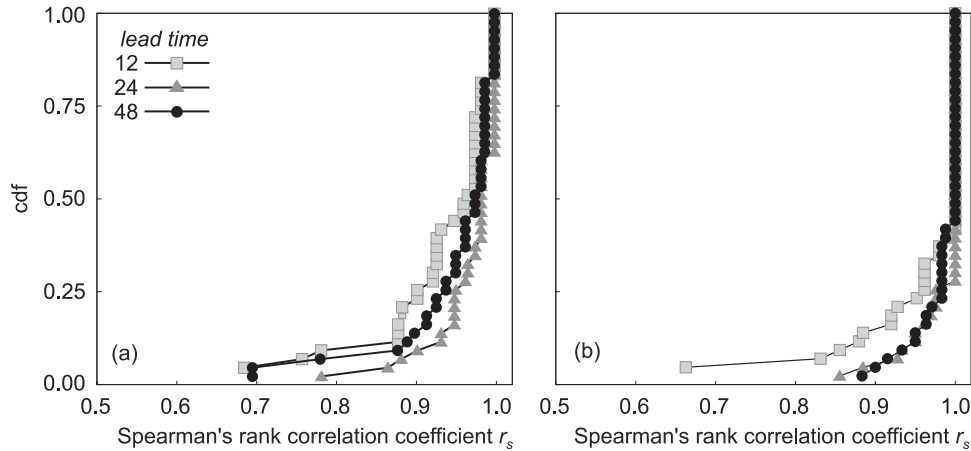 1.00
0.75
0.50
0.25
0.00
cdf
lead time
12
24
48
(a)
0.5 0.6 0.7 0.8 0.9 1.0
Spearman's rank correlation coefficient rs
(b)
0.5 0.6 0.7 0.8 0.9 1.0
Spearman's rank correlation coefficient rs